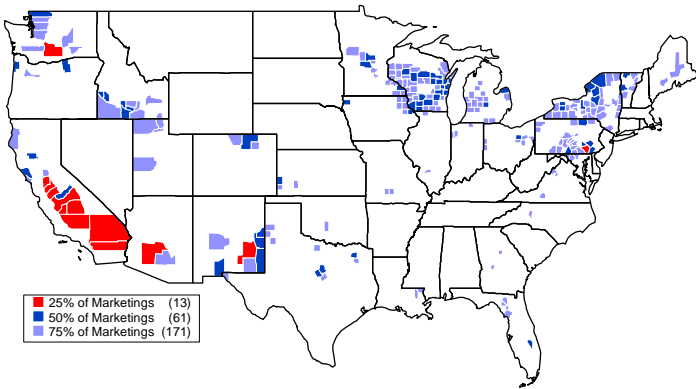 25% of Marketings (13)
50% of Marketings (61)
75% of Marketings (171)